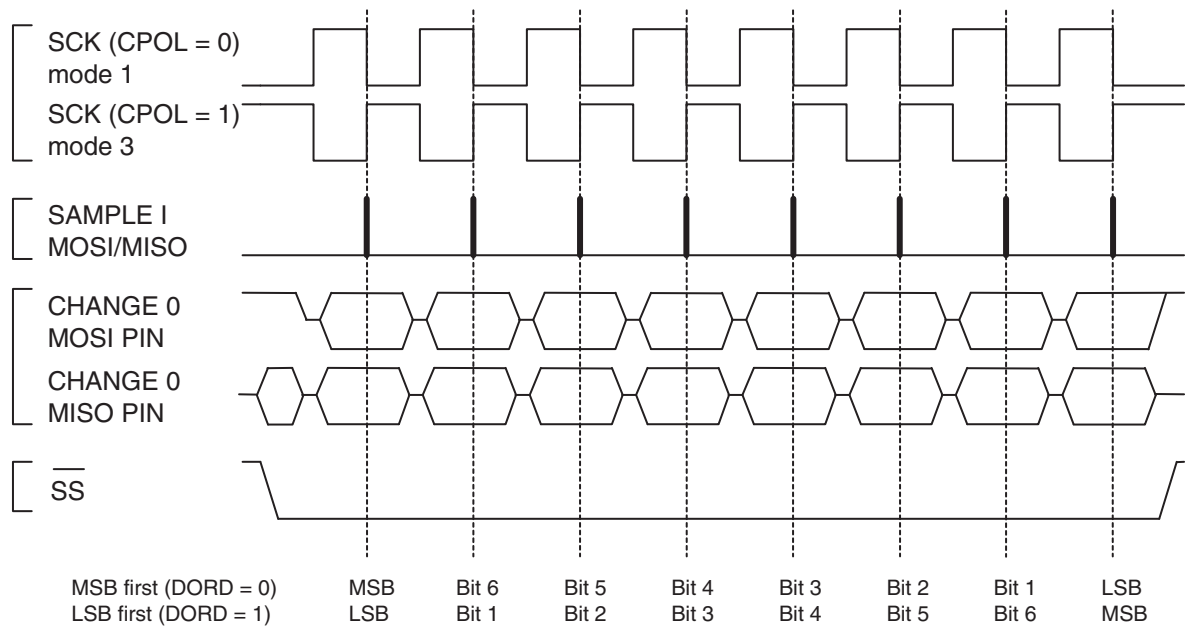 SCK (CPOL = 0)
mode 1
SCK (CPOL = 1)
mode 3
SAMPLE I
MOSI/MISO
CHANGE 0
MOSI PIN
CHANGE 0
MISO PIN
SS
MSB first (DORD = 0) MSB Bit 6 Bit 5 Bit 4 Bit 3 Bit 2 Bit 1 LSB
LSB first (DORD = 1) LSB Bit 1 Bit 2 Bit 3 Bit 4 Bit 5 Bit 6 MSB